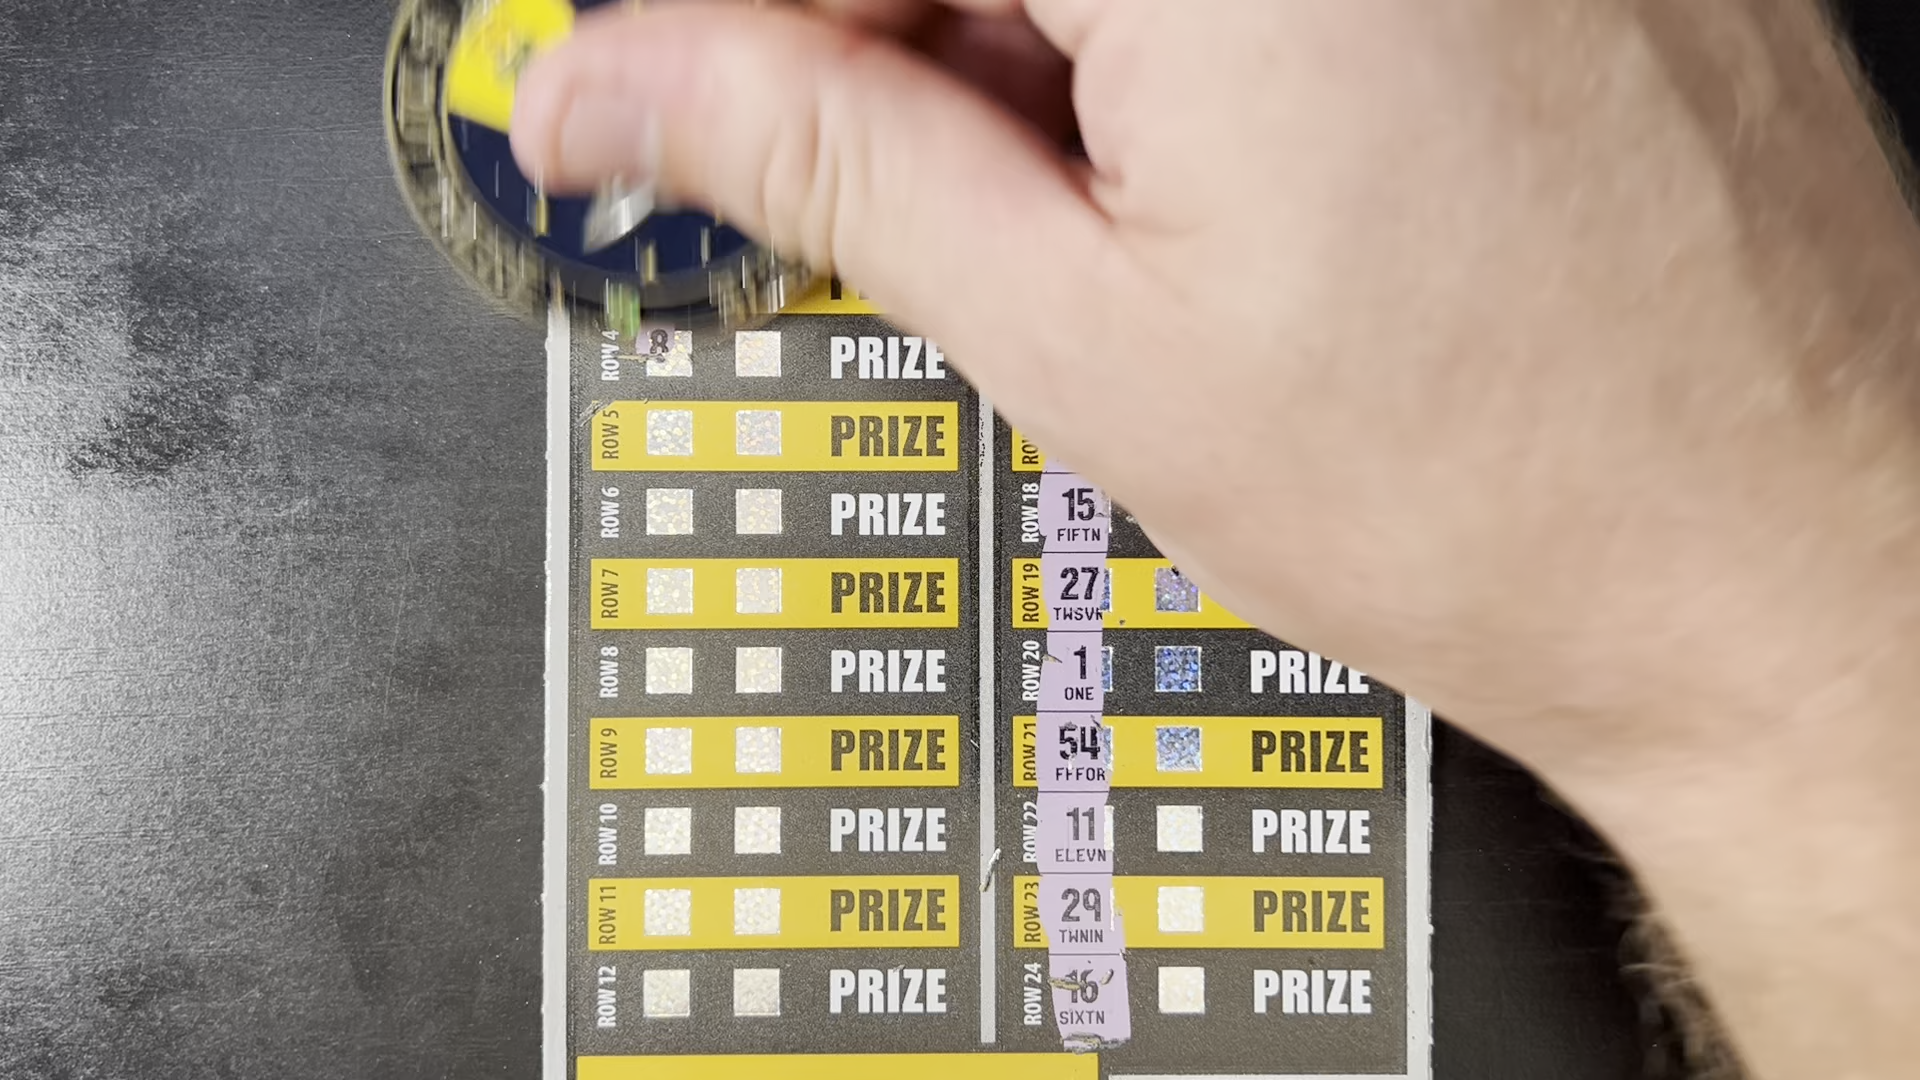 ROW 4 8 PRIZE
ROW 5 PRIZE
ROW 6 PRIZE
ROW 7 PRIZE
ROW 8 PRIZE
ROW 9 PRIZE
ROW 10 PRIZE
ROW 11 PRIZE
ROW 12 PRIZE
ROW 18 15
FIFTN
ROW 19 27
TWSVN
ROW 20 1 PRIZE
ONE
ROW 21 54 PRIZE
FFFOR
ROW 22 11 PRIZE
ELEVN
ROW 23 29 PRIZE
TWNIN
ROW 24 16 PRIZE
SIXTN